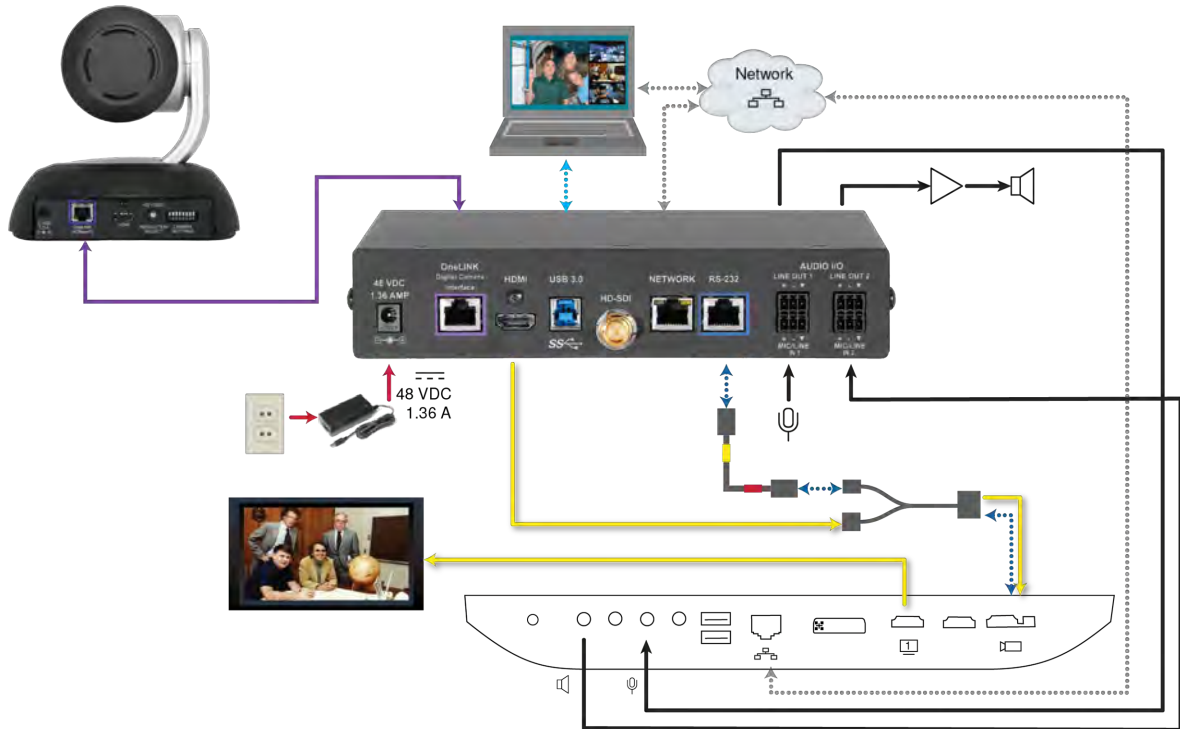 Network
OneLINK
Digital Camera
Interface
HDMI
USB 3.0
HD-SDI
NETWORK
RS-232
AUDIO I/O
LINE OUT 1
LINE OUT 2
+ - ▼
+ - ▼
48 VDC
1.36 AMP
SS
+ - ▼
+ - ▼
MIC/LINE
IN 1
MIC/LINE
IN 2
48 VDC
1.36 A
1